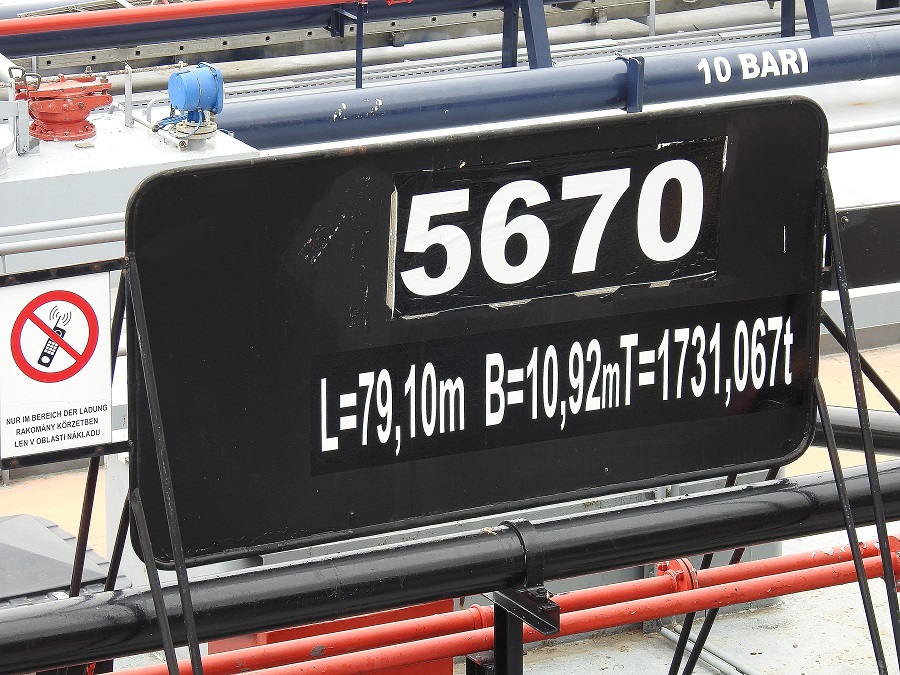 10 BARI
5670
L=79,10m B=10,92mT=1731,067t
NUR IM BEREICH DER LADUNG
RAKOMÁNY KÖRZETBEN
LEN V OBLASTI NÁKLADU